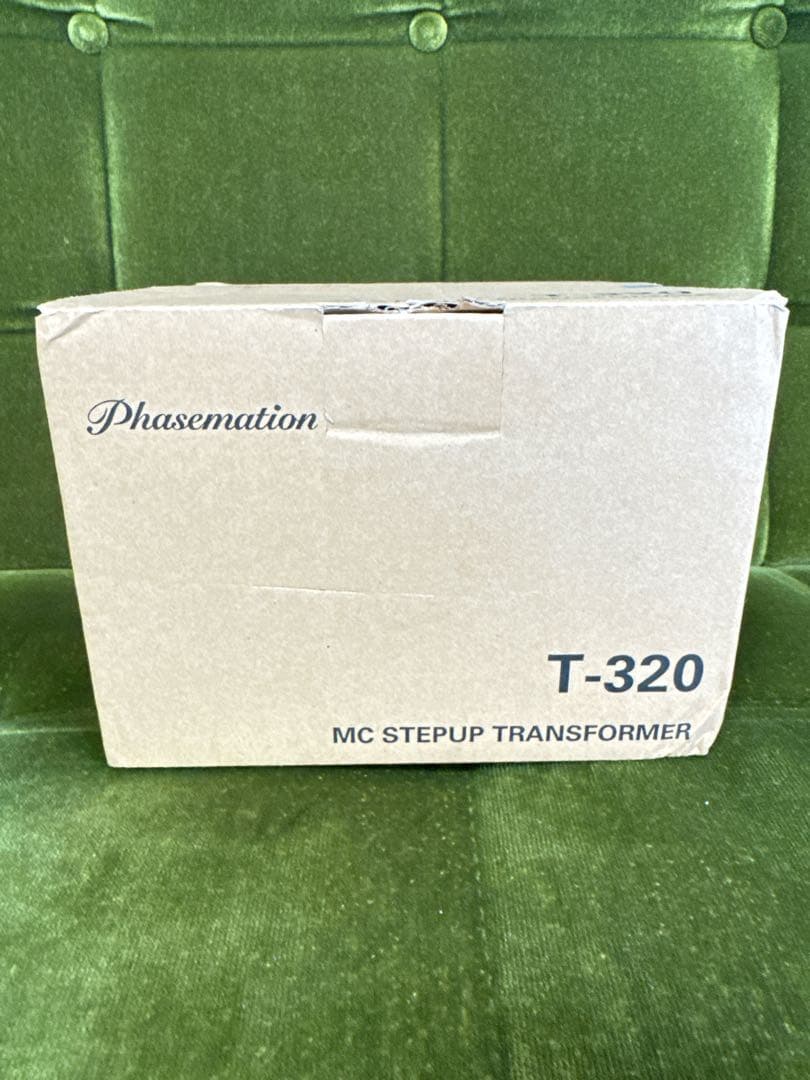 Phasemation
T-320
MC STEPUP TRANSFORMER